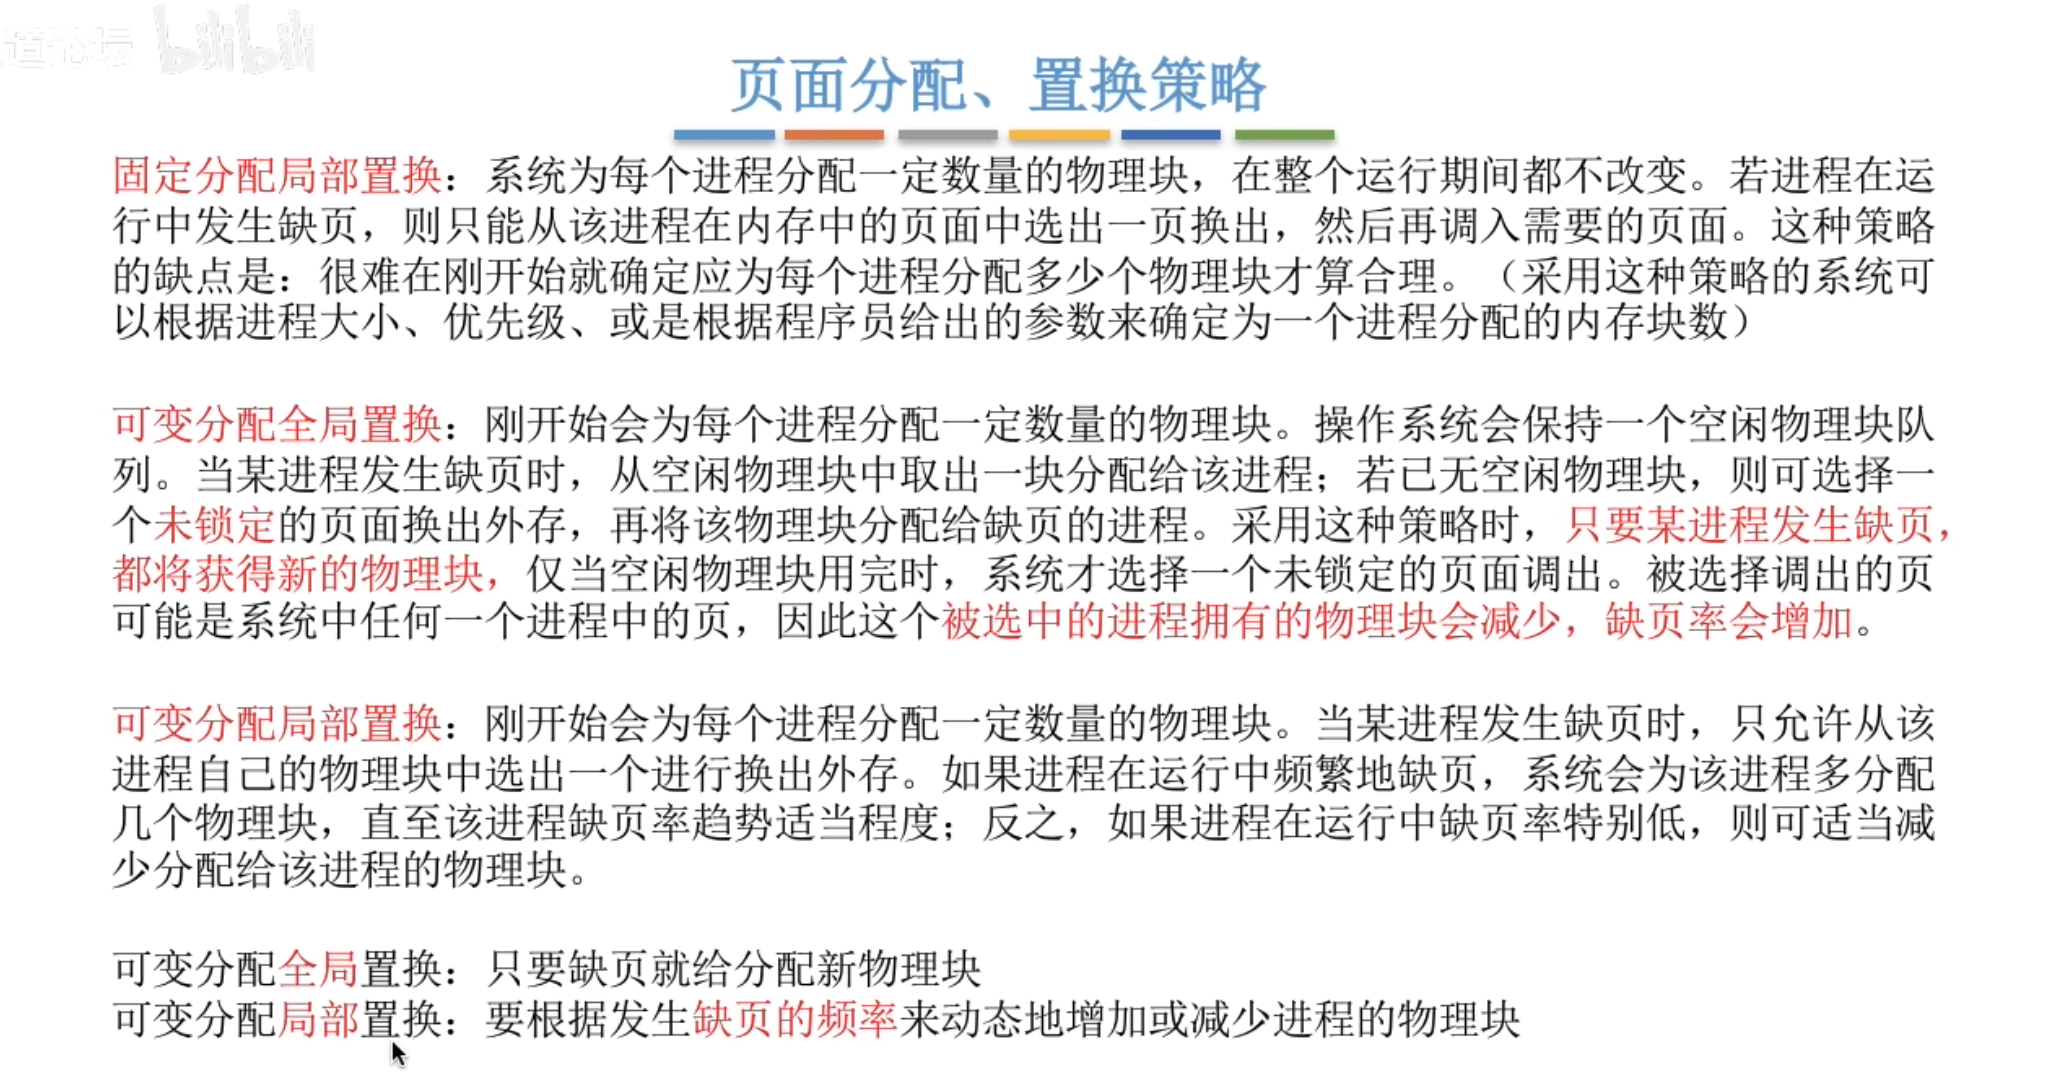 道论坛 bilibili
页面分配、置换策略
固定分配局部置换：系统为每个进程分配一定数量的物理块，在整个运行期间都不改变。若进程在运
行中发生缺页，则只能从该进程在内存中的页面中选出一页换出，然后再调入需要的页面。这种策略
的缺点是：很难在刚开始就确定应为每个进程分配多少个物理块才算合理。（采用这种策略的系统可
以根据进程大小、优先级、或是根据程序员给出的参数来确定为一个进程分配的内存块数）
可变分配全局置换：刚开始会为每个进程分配一定数量的物理块。操作系统会保持一个空闲物理块队
列。当某进程发生缺页时，从空闲物理块中取出一块分配给该进程；若已无空闲物理块，则可选择一
个未锁定的页面换出外存，再将该物理块分配给缺页的进程。采用这种策略时，只要某进程发生缺页，
都将获得新的物理块，仅当空闲物理块用完时，系统才选择一个未锁定的页面调出。被选择调出的页
可能是系统中任何一个进程中的页，因此这个被选中的进程拥有的物理块会减少，缺页率会增加。
可变分配局部置换：刚开始会为每个进程分配一定数量的物理块。当某进程发生缺页时，只允许从该
进程自己的物理块中选出一个进行换出外存。如果进程在运行中频繁地缺页，系统会为该进程多分配
几个物理块，直至该进程缺页率趋势适当程度；反之，如果进程在运行中缺页率特别低，则可适当减
少分配给该进程的物理块。
可变分配全局置换：只要缺页就给分配新物理块
可变分配局部置换：要根据发生缺页的频率来动态地增加或减少进程的物理块